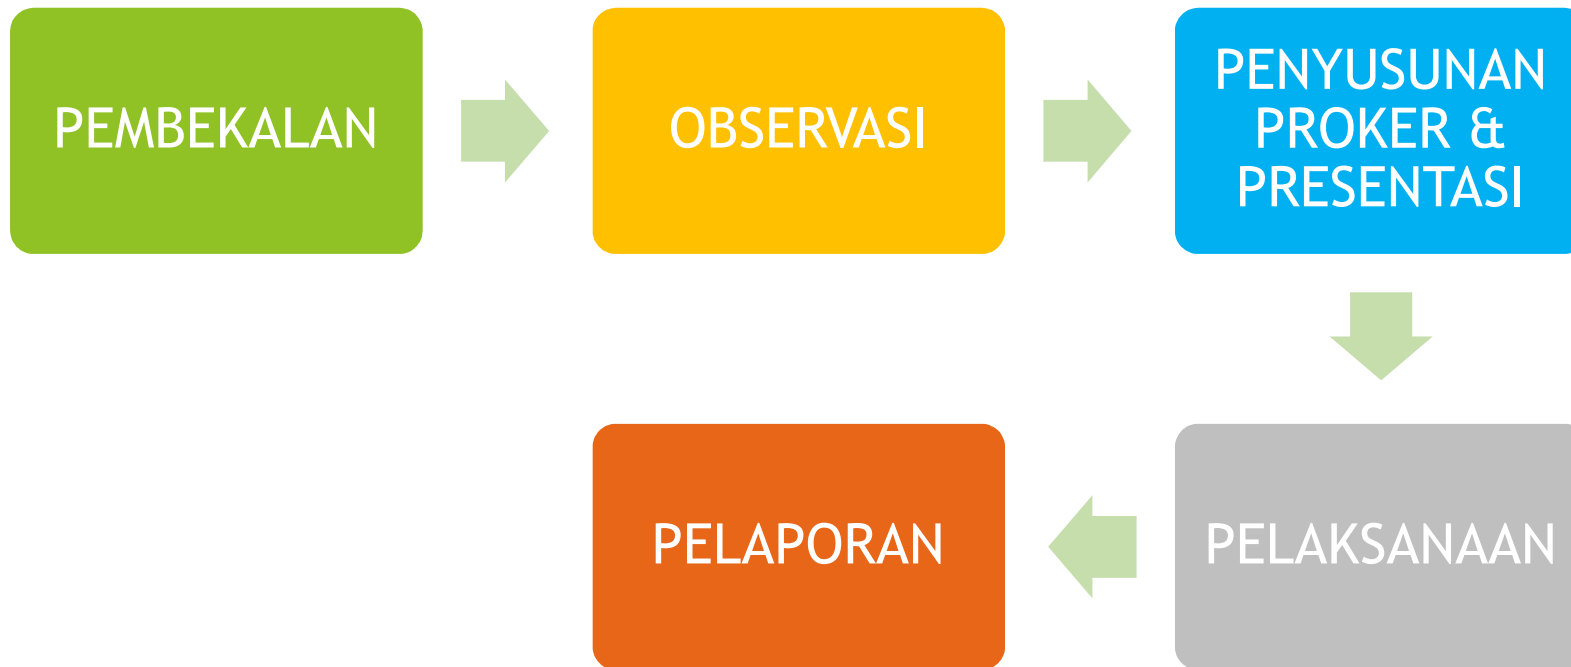 PEMBEKALAN
OBSERVASI
PENYUSUNAN
PROKER &
PRESENTASI
PELAKSANAAN
PELAPORAN